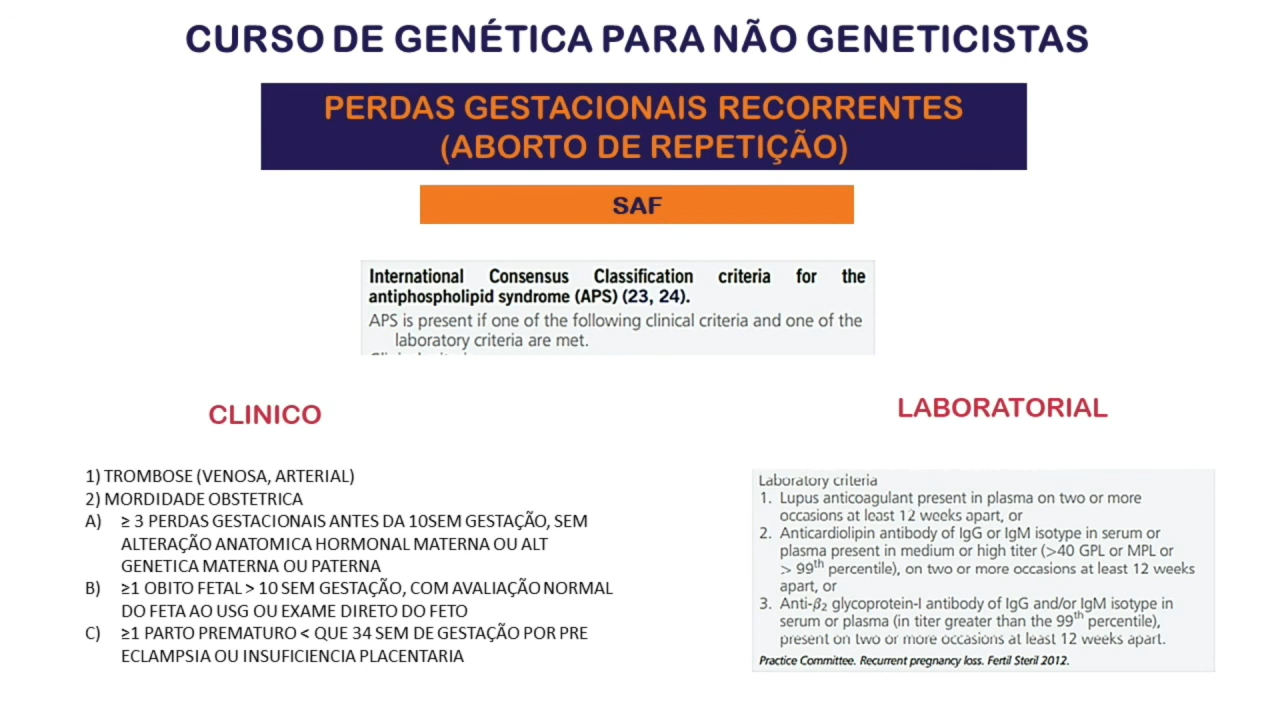 CURSO DE GENÉTICA PARA NÃO GENETICISTAS
PERDAS GESTACIONAIS RECORRENTES
(ABORTO DE REPETIÇÃO)
SAF
International Consensus Classification criteria for the
antiphospholipid syndrome (APS) (23, 24).
APS is present if one of the following clinical criteria and one of the
laboratory criteria are met.
CLINICO
1) TROMBOSE (VENOSA, ARTERIAL)
2) MORDIDADE OBSTETRICA
A) ≥ 3 PERDAS GESTACIONAIS ANTES DA 10SEM GESTAÇÃO, SEM
ALTERAÇÃO ANATOMICA HORMONAL MATERNA OU ALT
GENETICA MATERNA OU PATERNA
B) ≥1 OBITO FETAL > 10 SEM GESTAÇÃO, COM AVALIAÇÃO NORMAL
DO FETA AO USG OU EXAME DIRETO DO FETO
C) ≥1 PARTO PREMATURO < QUE 34 SEM DE GESTAÇÃO POR PRE
ECLAMPSIA OU INSUFICIENCIA PLACENTARIA
LABORATORIAL
Laboratory criteria
1. Lupus anticoagulant present in plasma on two or more
occasions at least 12 weeks apart, or
2. Anticardiolipin antibody of IgG or IgM isotype in serum or
plasma present in medium or high titer (>40 GPL or MPL or
> 99th percentile), on two or more occasions at least 12 weeks
apart, or
3. Anti-β2 glycoprotein-I antibody of IgG and/or IgM isotype in
serum or plasma (in titer greater than the 99th percentile),
present on two or more occasions at least 12 weeks apart.
Practice Committee. Recurrent pregnancy loss. Fertil Steril 2012.